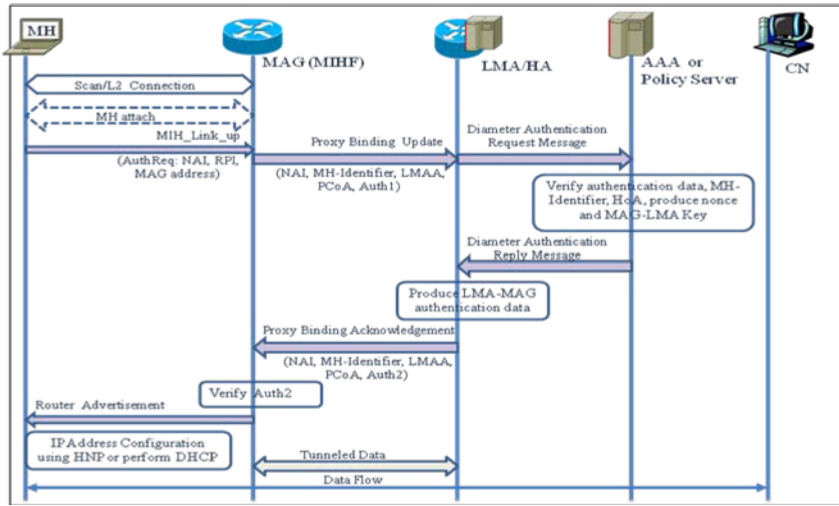 MH
MAG (MIHF)
LMA/HA
AAA or
Policy Server
CN
Scan/L2 Connection
MH attach
MIH_Link_up
(AuthReq: NAI, RPI,
MAG address)
Proxy Binding Update
(NAI, MH-Identifier, LMAA,
PCoA, Auth1)
Diameter Authentication
Request Message
Verify authentication data, MH-
Identifier, HoA, produce nonce
and MAG-LMA Key
Diameter Authentication
Reply Message
Produce LMA-MAG
authentication data
Proxy Binding Acknowledgement
(NAI, MH-Identifier, LMAA,
PCoA, Auth2)
Verify Auth2
Router Advertisement
IP Address Configuration
using HNP or perform DHCP
Tunneled Data
Data Flow